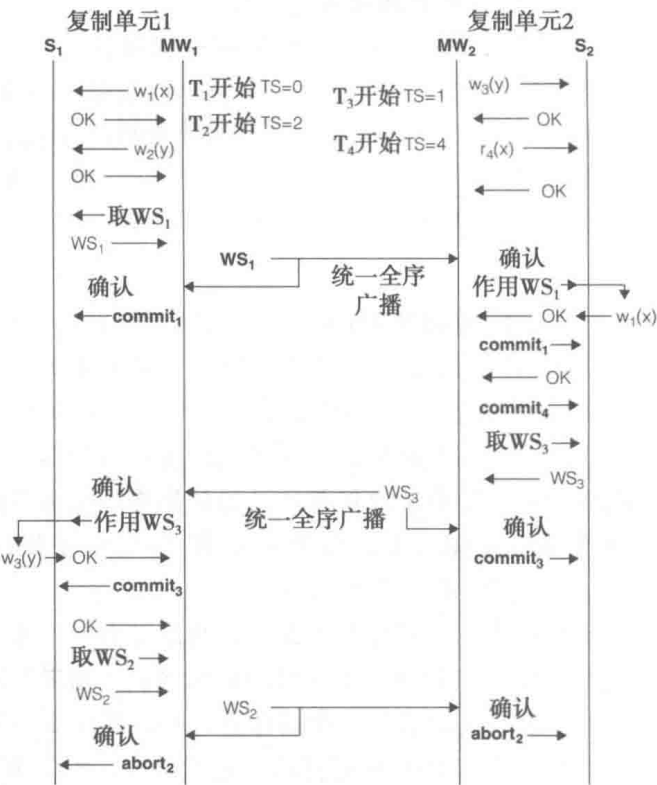 复制单元1
复制单元2
S₁
MW₁
MW₂
S₂
w₁(x)
T₁开始 TS=0
T₃开始 TS=1
w₃(y)
OK
T₂开始 TS=2
OK
w₂(y)
T₄开始 TS=4
r₄(x)
OK
OK
取WS₁
WS₁
WS₁
统一全序
广播
确认
作用WS₁
确认
commit₁
OK
w₁(x)
commit₁
OK
commit₄
取WS₃
WS₃
确认
WS₃
作用WS₃
统一全序广播
确认
w₃(y)
OK
commit₃
commit₃
OK
取WS₂
WS₂
WS₂
确认
确认
abort₂
abort₂